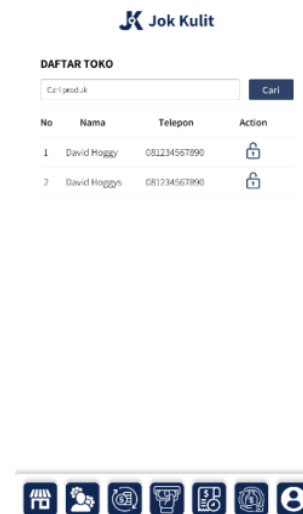 JK Jok Kulit
DAFTAR TOKO
Cari produk
Cari
No Nama Telepon Action
1 David Hoggy 081234567890
2 David Hoggys 081234567890